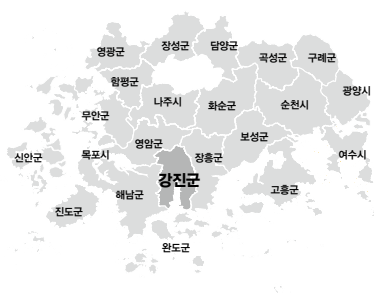 장성군
담양군
영광군
곡성군
구례군
함평군
광양시
나주시
화순군
순천시
무안군
보성군
영암군
신안군
목포시
장흥군
여수시
강진군
고흥군
해남군
진도군
완도군